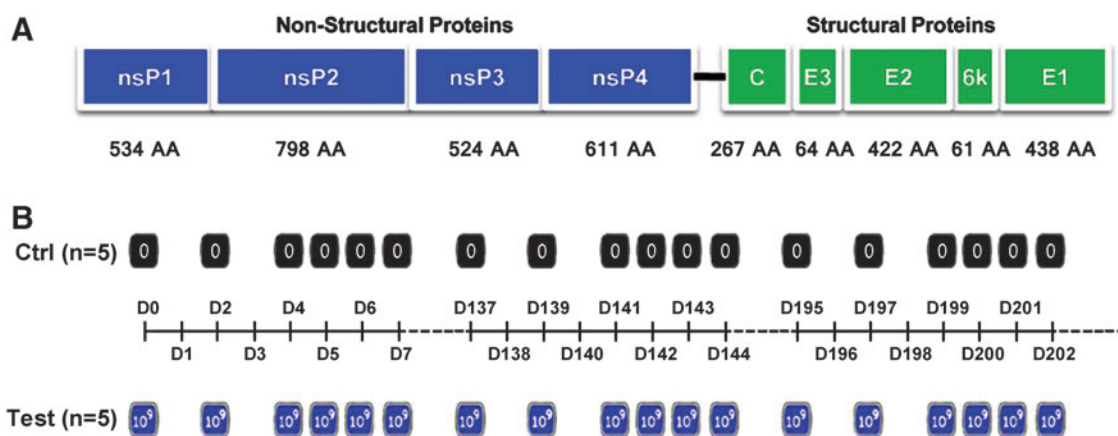 A
Non-Structural Proteins Structural Proteins
nsP1 nsP2 nsP3 nsP4 C E3 E2 6k E1
534 AA 798 AA 524 AA 611 AA 267 AA 64 AA 422 AA 61 AA 438 AA
B
Ctrl (n=5) 0 0 0 0 0 0 0 0 0 0 0 0 0 0 0 0 0 0
D0 D2 D4 D6 D137 D139 D141 D143 D195 D197 D199 D201
D1 D3 D5 D7 D138 D140 D142 D144 D196 D198 D200 D202
Test (n=5) 10⁹ 10⁹ 10⁹ 10⁹ 10⁹ 10⁹ 10⁹ 10⁹ 10⁹ 10⁹ 10⁹ 10⁹ 10⁹ 10⁹ 10⁹ 10⁹ 10⁹ 10⁹